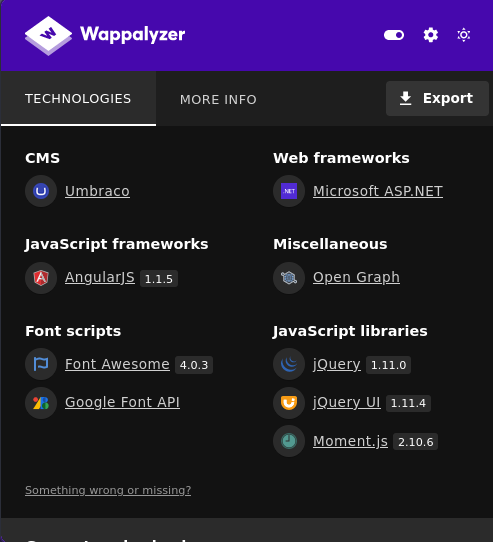 Wappalyzer
TECHNOLOGIES
MORE INFO
Export
CMS
Umbraco
Web frameworks
.NET
Microsoft ASP.NET
JavaScript frameworks
AngularJS 1.1.5
Miscellaneous
Open Graph
Font scripts
Font Awesome 4.0.3
Google Font API
JavaScript libraries
jQuery 1.11.0
jQuery UI 1.11.4
Moment.js 2.10.6
Something wrong or missing?